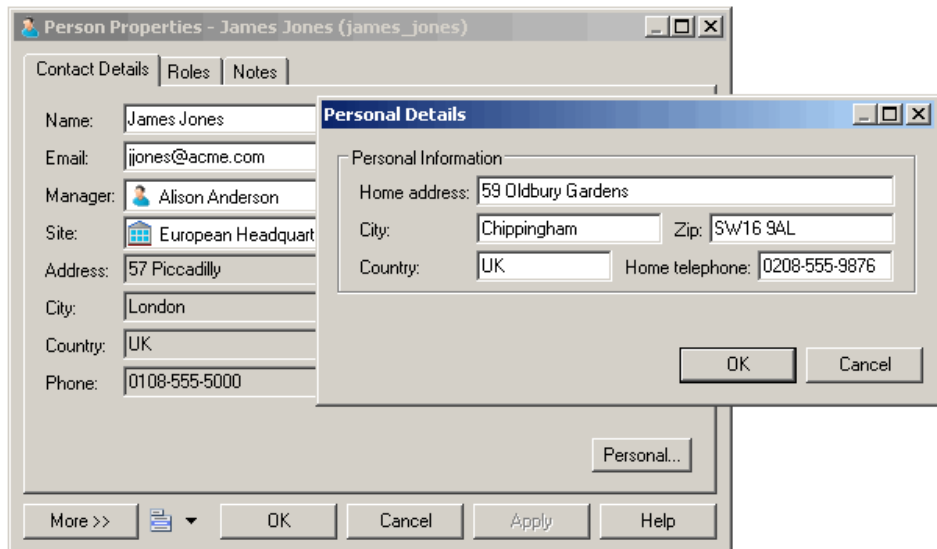 Person Properties - James Jones (james_jones)
Contact Details Roles Notes
Name: James Jones
Email: jjones@acme.com
Manager: Alison Anderson
Site: European Headquart
Address: 57 Piccadilly
City: London
Country: UK
Phone: 0108-555-5000
Personal...
More >> OK Cancel Apply Help
Personal Details
Personal Information
Home address: 59 Oldbury Gardens
City: Chippingham Zip: SW16 9AL
Country: UK Home telephone: 0208-555-9876
OK Cancel